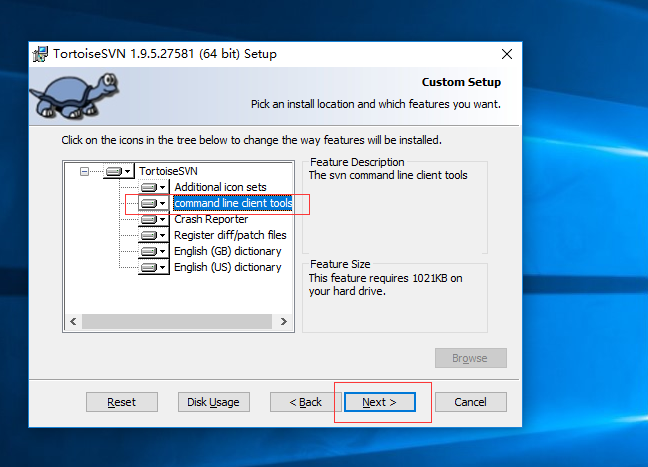 TortoiseSVN 1.9.5.27581 (64 bit) Setup
Custom Setup
Pick an install location and which features you want.
Click on the icons in the tree below to change the way features will be installed.
TortoiseSVN
Additional icon sets
command line client tools
Crash Reporter
Register diff/patch files
English (GB) dictionary
English (US) dictionary
Feature Description
The svn command line client tools
Feature Size
This feature requires 1021KB on
your hard drive.
Browse
Reset
Disk Usage
< Back
Next >
Cancel